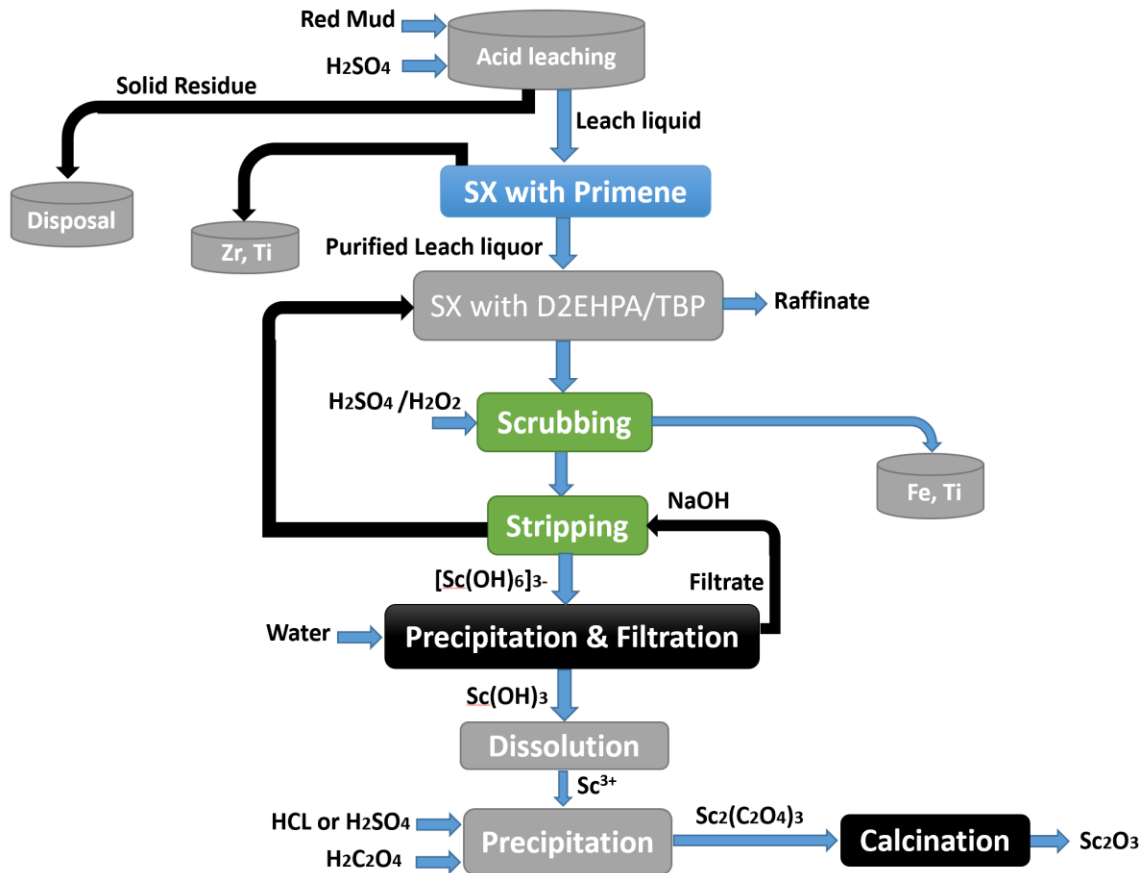 Red Mud
Acid leaching
H₂SO₄
Solid Residue
Leach liquid
SX with Primene
Disposal
Zr, Ti
Purified Leach liquor
SX with D2EHPA/TBP
Raffinate
H₂SO₄ /H₂O₂
Scrubbing
Fe, Ti
NaOH
Stripping
[Sc(OH)₆]₃₋
Filtrate
Water
Precipitation & Filtration
Sc(OH)₃
Dissolution
Sc³⁺
HCL or H₂SO₄
Sc₂(C₂O₄)₃
Precipitation
Calcination
Sc₂O₃
H₂C₂O₄